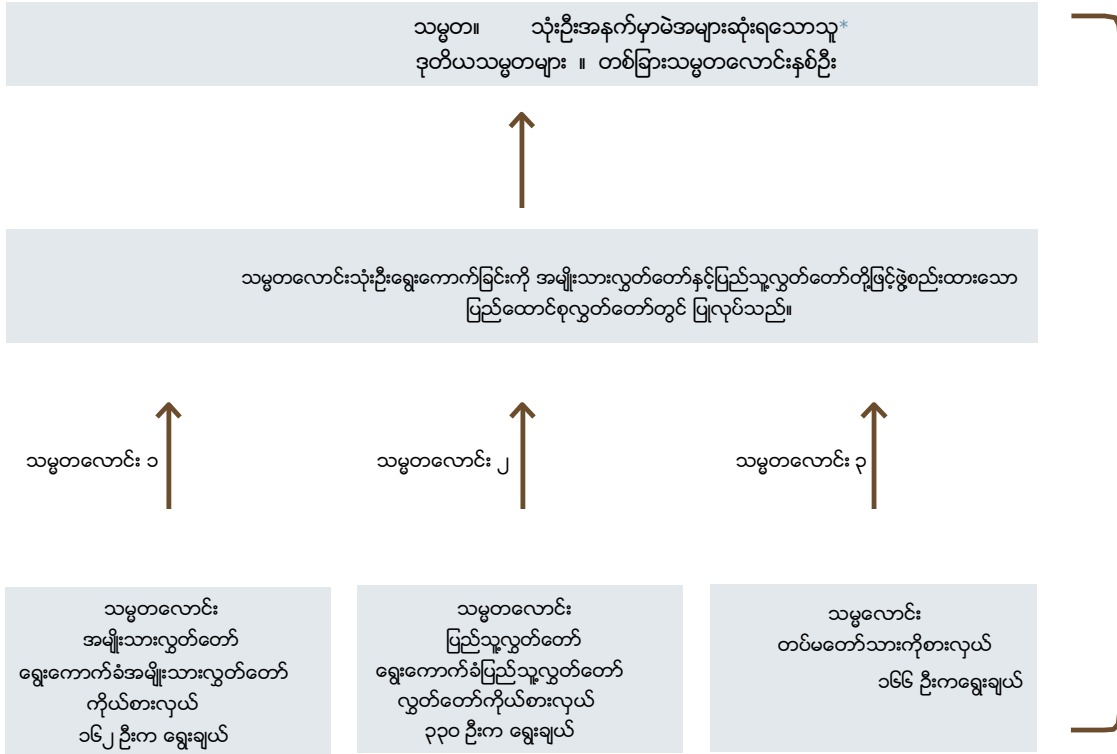 သမ္မတ။ သုံးဦးအနက်မှာမဲအများဆုံးရသောသူ*
ဒုတိယသမ္မတများ ။ တစ်ခြားသမ္မတလောင်းနှစ်ဦး
သမ္မတလောင်းသုံးဦးရွေးကောက်ခြင်းကို အမျိုးသားလွှတ်တော်နှင့်ပြည်သူ့လွှတ်တော်တို့ဖြင့်ဖွဲ့စည်းထားသော
ပြည်ထောင်စုလွှတ်တော်တွင် ပြုလုပ်သည်။
သမ္မတလောင်း ၁
သမ္မတလောင်း ၂
သမ္မတလောင်း ၃
သမ္မတလောင်း
အမျိုးသားလွှတ်တော်
ရွေးကောက်ခံအမျိုးသားလွှတ်တော်
ကိုယ်စားလှယ်
၁၆၂ ဦးက ရွေးချယ်
သမ္မတလောင်း
ပြည်သူ့လွှတ်တော်
ရွေးကောက်ခံပြည်သူ့လွှတ်တော်
လွှတ်တော်ကိုယ်စားလှယ်
၃၃၀ ဦးက ရွေးချယ်
သမ္မလောင်း
တပ်မတော်သားကိုစားလှယ်
၁၆၆ ဦးကရွေးချယ်